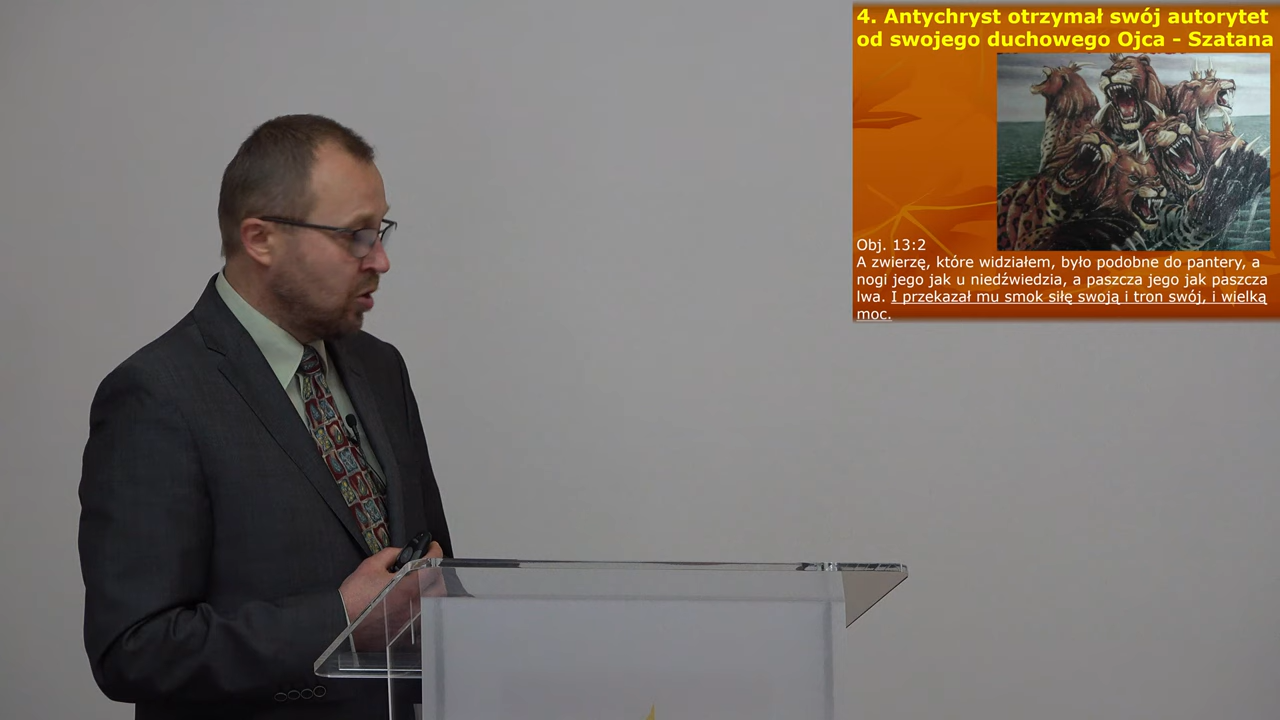 4. Antychryst otrzymał swój autorytet
od swojego duchowego Ojca - Szatana
Obj. 13:2
A zwierzę, które widziałem, było podobne do pantery, a
nogi jego jak u niedźwiedzia, a paszcza jego jak paszcza
lwa. I przekazał mu smok siłę swoją i tron swój, i wielką
moc.